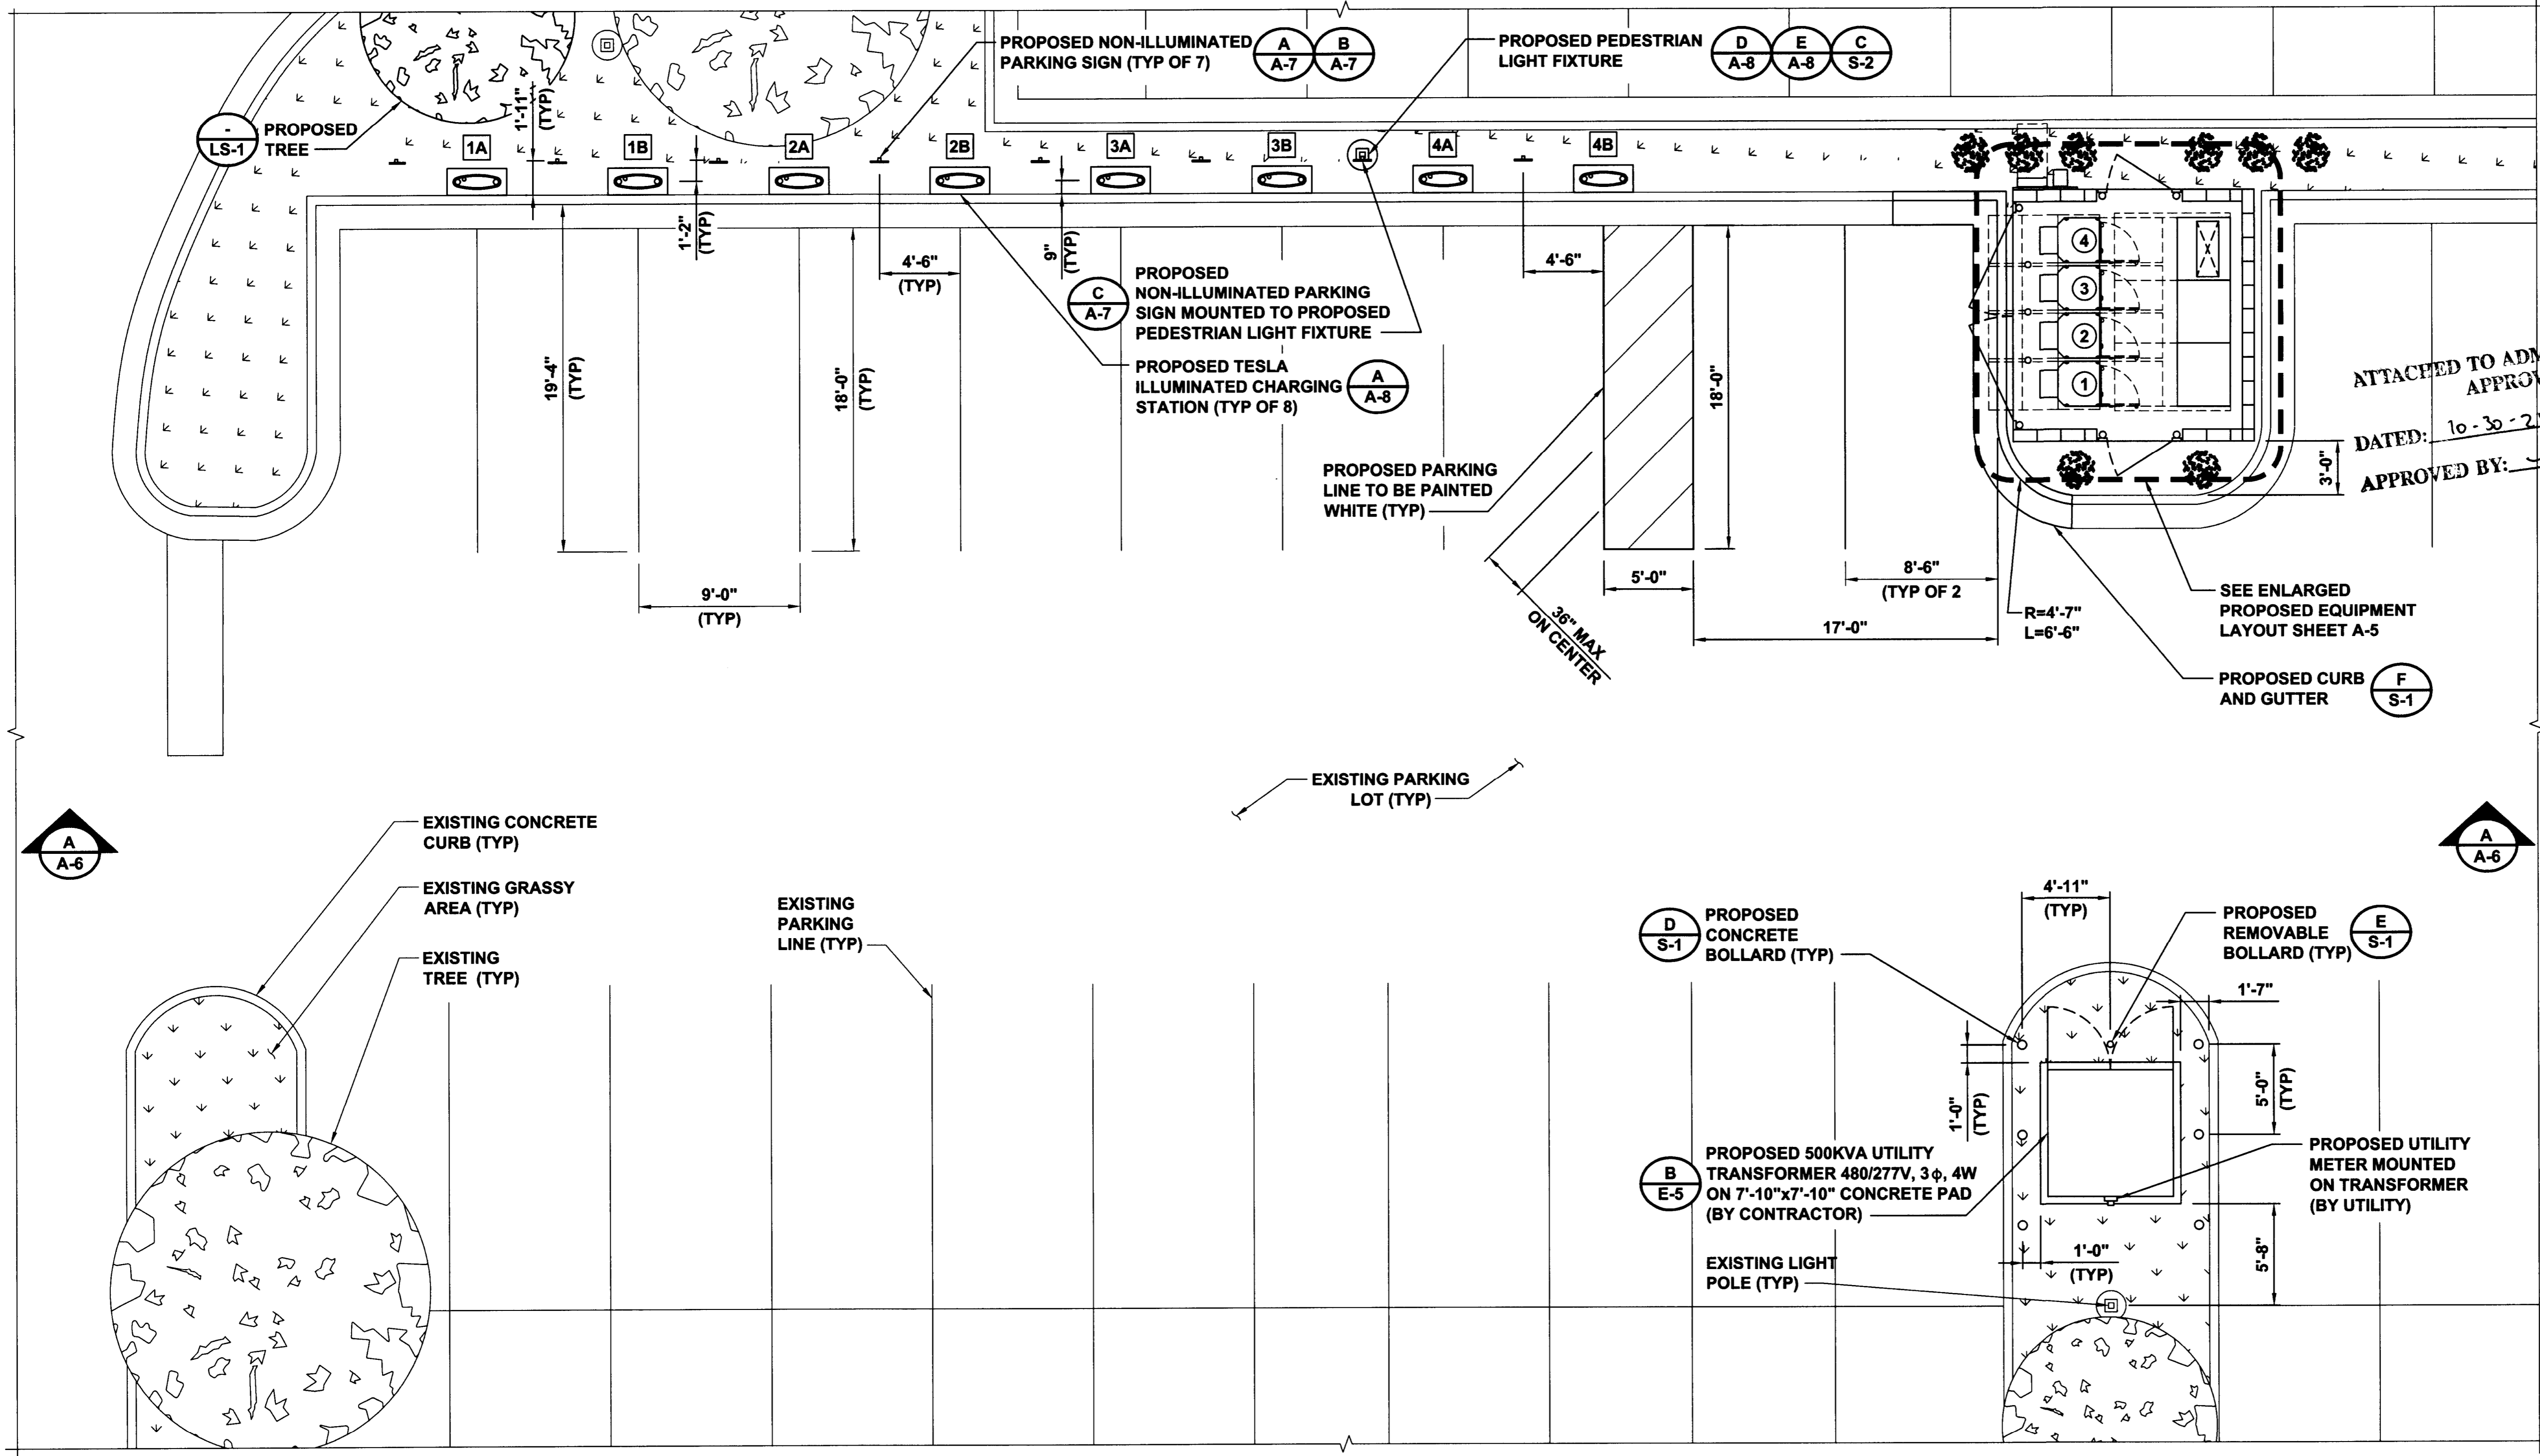 PROPOSED NON-ILLUMINATED
PARKING SIGN (TYP OF 7)
A
A-7
B
A-7
PROPOSED PEDESTRIAN
LIGHT FIXTURE
D
A-8
E
A-8
C
S-2
-
LS-1
PROPOSED
TREE
1'-11"
(TYP)
1A
1B
2A
2B
3A
3B
4A
4B
1'-2"
(TYP)
9"
(TYP)
4'-6"
(TYP)
4'-6"
C
A-7
PROPOSED
NON-ILLUMINATED PARKING
SIGN MOUNTED TO PROPOSED
PEDESTRIAN LIGHT FIXTURE
PROPOSED TESLA
ILLUMINATED CHARGING
STATION (TYP OF 8)
A
A-8
19'-4"
(TYP)
18'-0"
(TYP)
18'-0"
4
3
2
1
ATTACHED TO ADM
APPROV
DATED: 10-30-2
APPROVED BY:
3'-0"
PROPOSED PARKING
LINE TO BE PAINTED
WHITE (TYP)
9'-0"
(TYP)
5'-0"
36" MAX
ON CENTER
8'-6"
(TYP OF 2
17'-0"
R=4'-7"
L=6'-6"
SEE ENLARGED
PROPOSED EQUIPMENT
LAYOUT SHEET A-5
PROPOSED CURB
AND GUTTER
F
S-1
EXISTING PARKING
LOT (TYP)
A
A-6
A
A-6
EXISTING CONCRETE
CURB (TYP)
EXISTING GRASSY
AREA (TYP)
EXISTING
TREE (TYP)
EXISTING
PARKING
LINE (TYP)
D
S-1
PROPOSED
CONCRETE
BOLLARD (TYP)
4'-11"
(TYP)
PROPOSED
REMOVABLE
BOLLARD (TYP)
E
S-1
1'-7"
1'-0"
(TYP)
5'-0"
(TYP)
B
E-5
PROPOSED 500KVA UTILITY
TRANSFORMER 480/277V, 3ϕ, 4W
ON 7'-10"x7'-10" CONCRETE PAD
(BY CONTRACTOR)
PROPOSED UTILITY
METER MOUNTED
ON TRANSFORMER
(BY UTILITY)
1'-0"
(TYP)
5'-8"
EXISTING LIGHT
POLE (TYP)